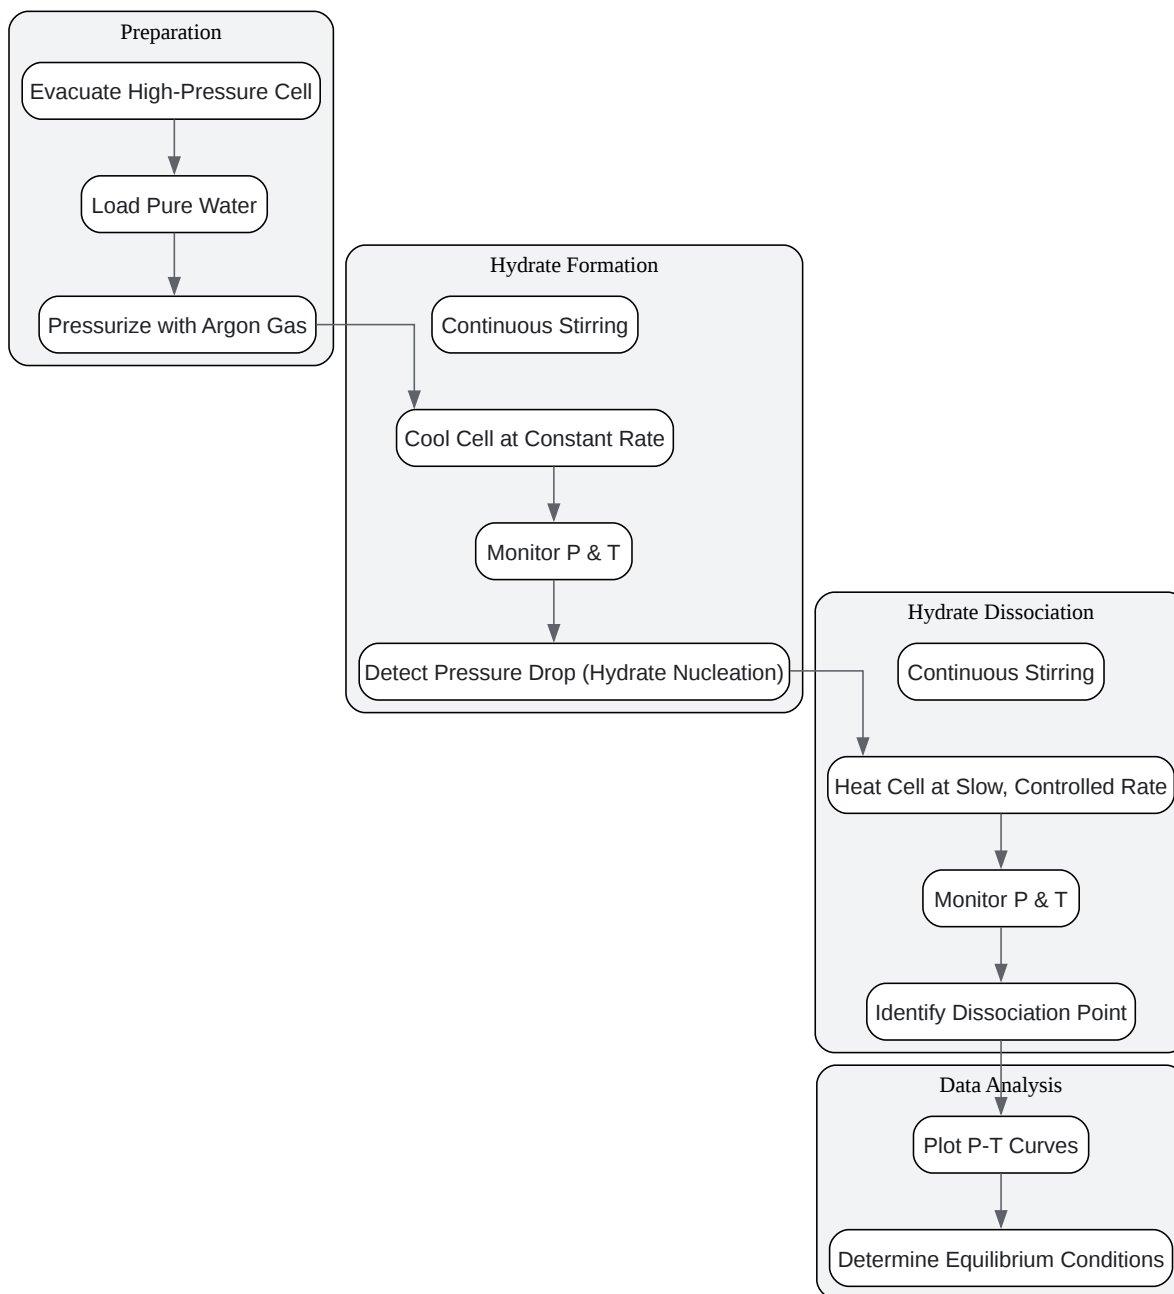 Preparation
Evacuate High-Pressure Cell
Load Pure Water
Pressurize with Argon Gas
Hydrate Formation
Continuous Stirring
Cool Cell at Constant Rate
Monitor P & T
Detect Pressure Drop (Hydrate Nucleation)
Hydrate Dissociation
Continuous Stirring
Heat Cell at Slow, Controlled Rate
Monitor P & T
Identify Dissociation Point
Data Analysis
Plot P-T Curves
Determine Equilibrium Conditions